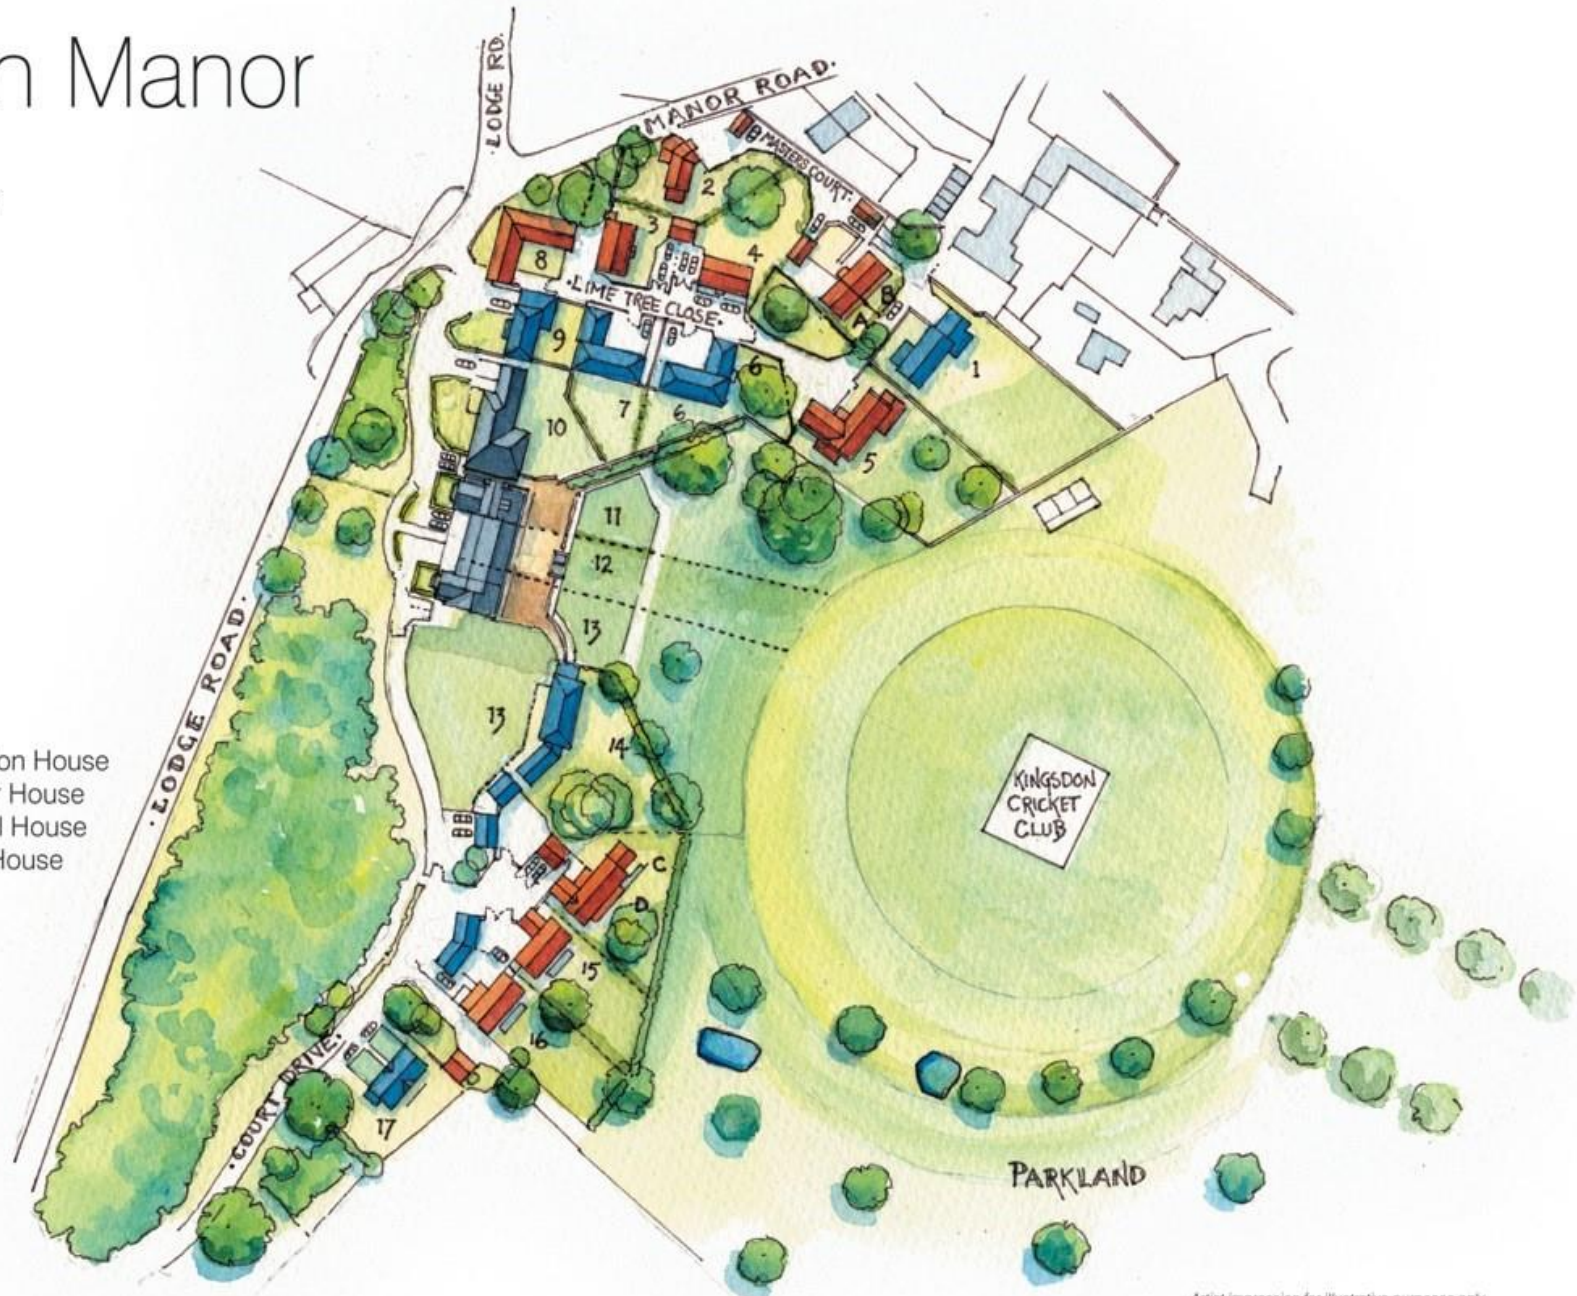 n Manor
LODGE RD.
MANOR ROAD.
MASTERS COURT.
2
3
4
8
·LIME TREE CLOSE·
B
A
9
1
6
7
6
10
5
11
12
13
·LODGE ROAD·
13
14
on House
r House
l House
House
KINGSDON
CRICKET
CLUB
C
D
15
16
·COURT DRIVE·
17
PARKLAND